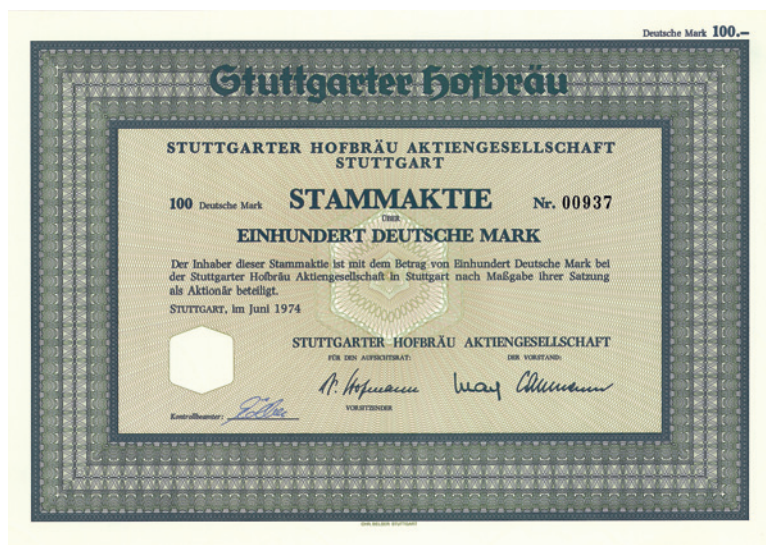 Deutsche Mark 100.–
Stuttgarter Hofbräu
STUTTGARTER HOFBRÄU AKTIENGESELLSCHAFT
STUTTGART
100 Deutsche Mark STAMMAKTIE Nr. 00937
ÜBER
EINHUNDERT DEUTSCHE MARK
Der Inhaber dieser Stammaktie ist mit dem Betrag von Einhundert Deutsche Mark bei
der Stuttgarter Hofbräu Aktiengesellschaft in Stuttgart nach Maßgabe ihrer Satzung
als Aktionär beteiligt.
STUTTGART, im Juni 1974
STUTTGARTER HOFBRÄU AKTIENGESELLSCHAFT
FÜR DEN AUFSICHTSRAT: DER VORSTAND:
VORSITZENDER
Kontrollbeamter:
CHR. BELSER STUTTGART